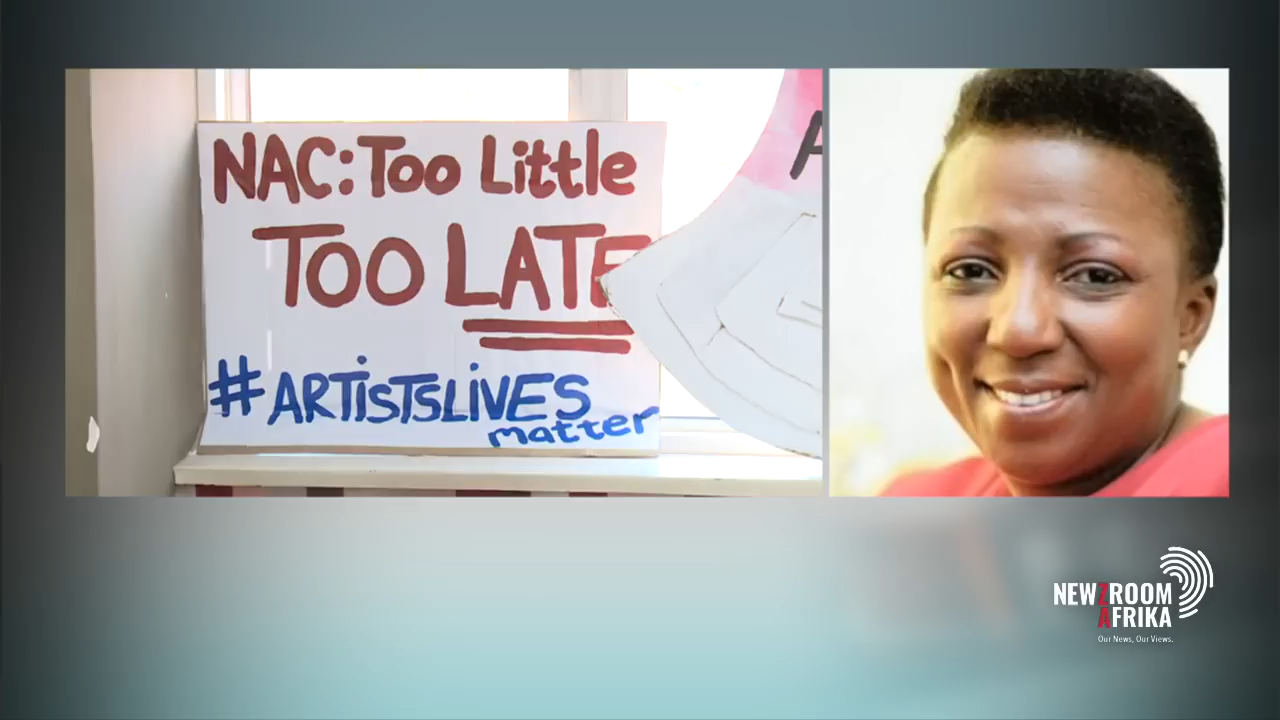 NAC: Too Little
TOO LATE
#ARTiSTSLiVES
matter
A
NEWZROOM
AFRIKA
Our News, Our Views.